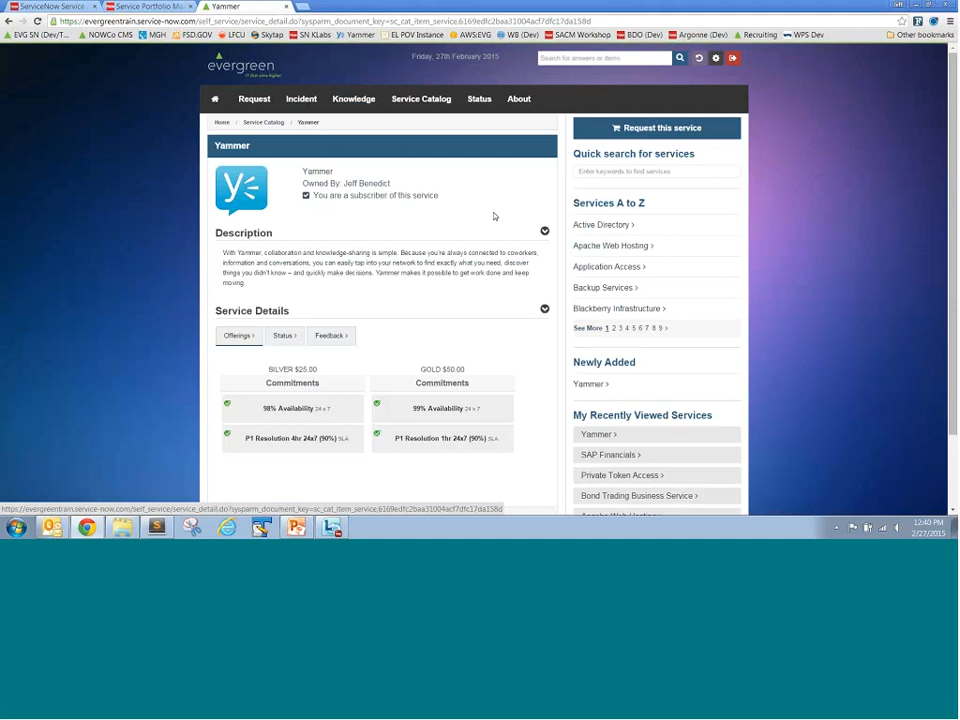 ServiceNow Service
Service Portfolio Ma
Yammer
Jeff
https://evergreentrain.service-now.com/self_service/service_detail.do?sysparm_document_key=sc_cat_item_service,6169edfc2baa31004acf7dfc17da158d
EVG SN (Dev/T... NOWCo CMS MGH FSD.GOV LFCU Skytap SN KLabs Yammer EL POV Instance AWS:EVG WB (Dev) SACM Workshop BDO (Dev) Argonne (Dev) Recruiting WPS Dev Other bookmarks
evergreen
Friday, 27th February 2015
Search for answers or items
Request Incident Knowledge Service Catalog Status About
Home / Service Catalog / Yammer
Yammer
Yammer
Owned By: Jeff Benedict
You are a subscriber of this service
Description
With Yammer, collaboration and knowledge-sharing is simple. Because you're always connected to coworkers,
information and conversations, you can easily tap into your network to find exactly what you need, discover
things you didn't know – and quickly make decisions. Yammer makes it possible to get work done and keep
moving.
Service Details
Offerings › Status › Feedback ›
SILVER $25.00
Commitments
98% Availability 24 x 7
P1 Resolution 4hr 24x7 (90%) SLA
GOLD $50.00
Commitments
99% Availability 24 x 7
P1 Resolution 1hr 24x7 (90%) SLA
Request this service
Quick search for services
Enter keywords to find services
Services A to Z
Active Directory ›
Apache Web Hosting ›
Application Access ›
Backup Services ›
Blackberry Infrastructure ›
See More 1 2 3 4 5 6 7 8 9 ›
Newly Added
Yammer ›
My Recently Viewed Services
Yammer ›
SAP Financials ›
Private Token Access ›
Bond Trading Business Service ›
Apache Web Hosting ›
https://evergreentrain.service-now.com/self_service/service_detail.do?sysparm_document_key=sc_cat_item_service,6169edfc2baa31004acf7dfc17da158d
12:40 PM
2/27/2015